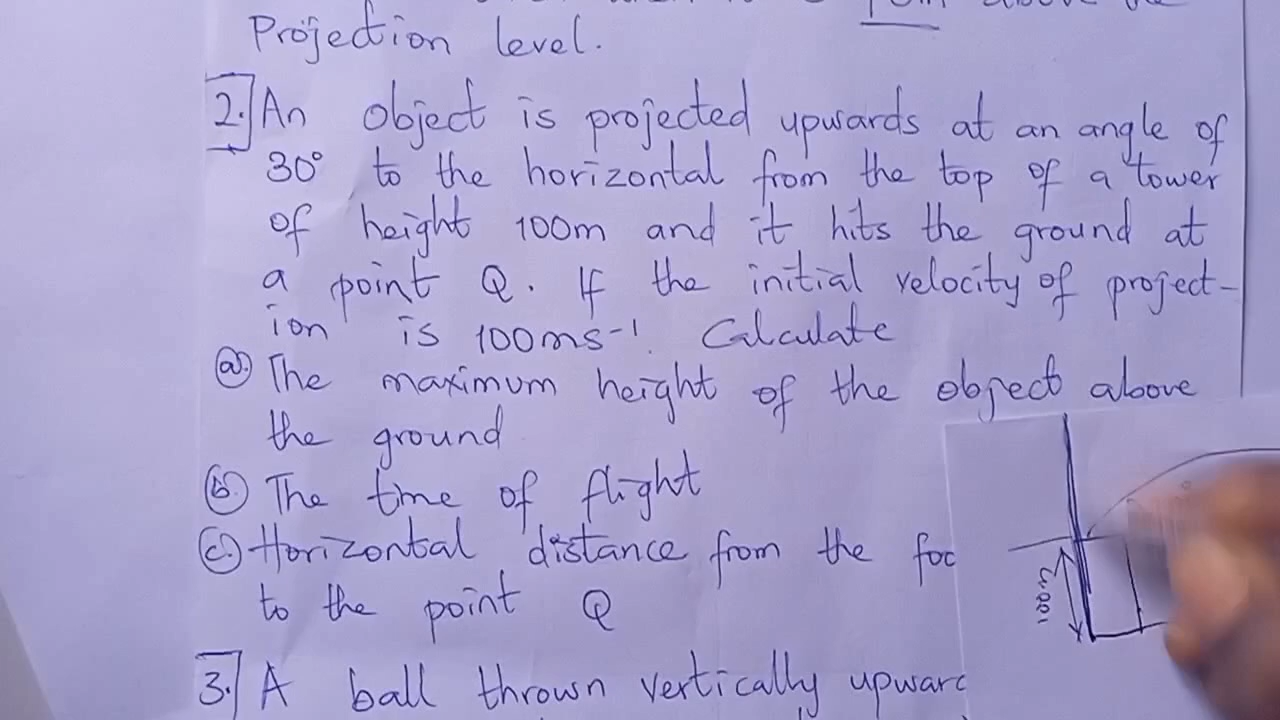 Projection level.
2. An object is projected upwards at an angle of
30° to the horizontal from the top of a tower
of height 100m and it hits the ground at
a point Q. If the initial velocity of project-
ion is 100ms⁻¹. Calculate
(a). The maximum height of the object above
the ground
(b). The time of flight
(c). Horizontal distance from the foo
to the point Q
100m
3. A ball thrown vertically upward